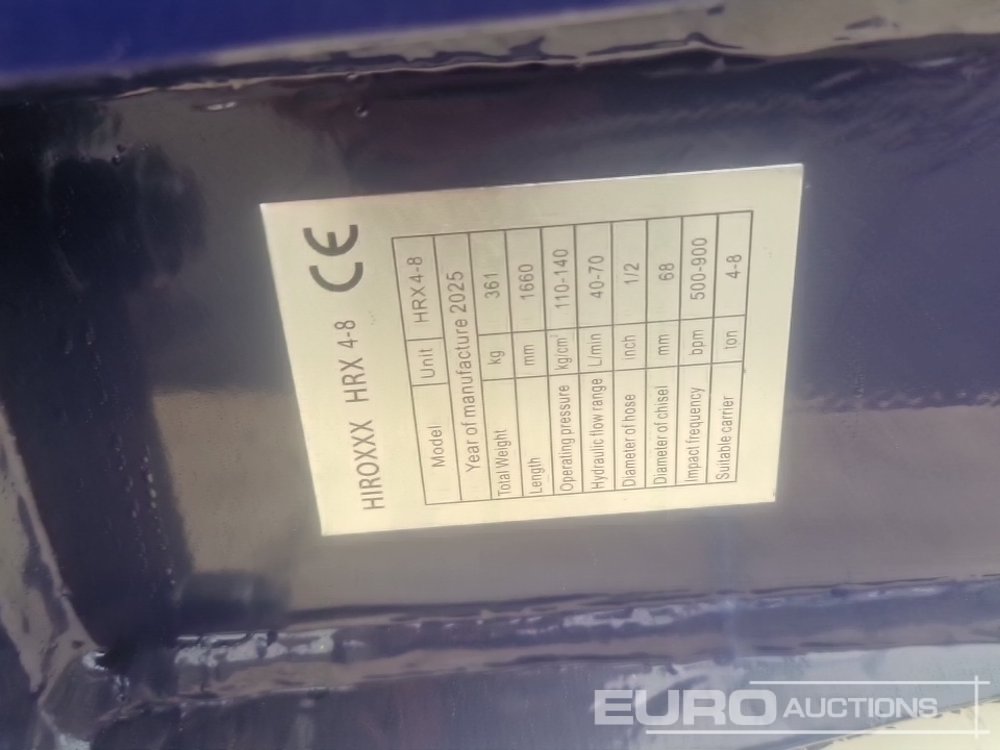 HIROXXX HRX 4-8 CE
Model Unit HRX4-8
Year of manufacture 2025
Total Weight kg 361
Length mm 1660
Operating pressure kg/cm² 110-140
Hydraulic flow range L/min 40-70
Diameter of hose inch 1/2
Diameter of chisel mm 68
Impact frequency bpm 500-900
Suitable carrier ton 4-8
EURO AUCTIONS